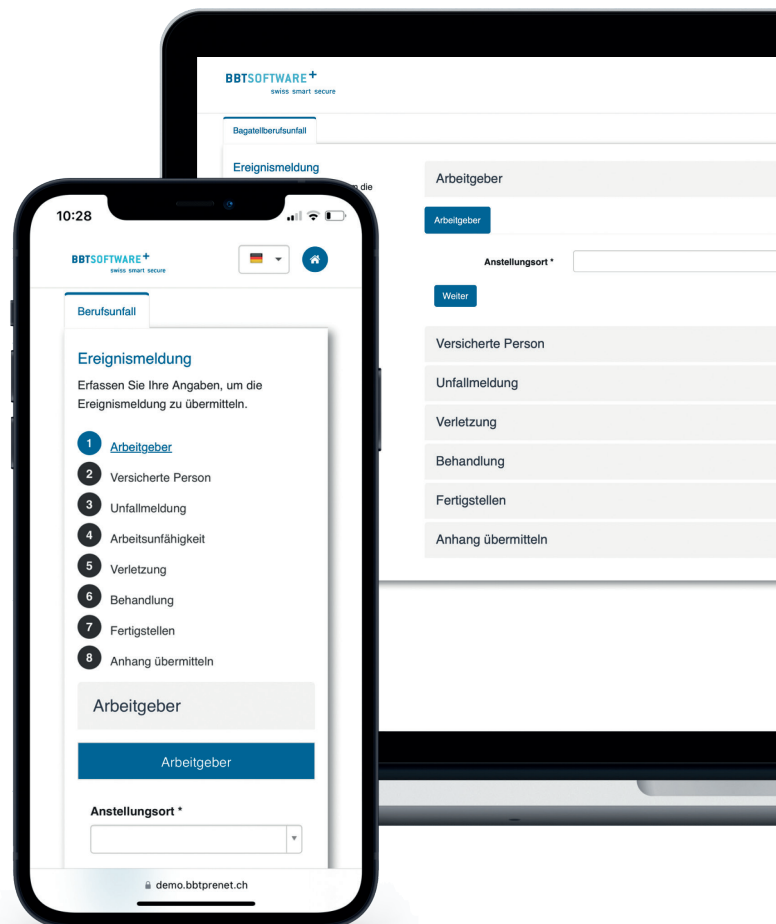 BBTSOFTWARE+
swiss smart secure
Bagatellberufsunfall
Ereignismeldung
die
Arbeitgeber
Arbeitgeber
Anstellungsort *
Weiter
Versicherte Person
Unfallmeldung
Verletzung
Behandlung
Fertigstellen
Anhang übermitteln
10:28
BBTSOFTWARE+
swiss smart secure
Berufsunfall
Ereignismeldung
Erfassen Sie Ihre Angaben, um die
Ereignismeldung zu übermitteln.
1 Arbeitgeber
2 Versicherte Person
3 Unfallmeldung
4 Arbeitsunfähigkeit
5 Verletzung
6 Behandlung
7 Fertigstellen
8 Anhang übermitteln
Arbeitgeber
Arbeitgeber
Anstellungsort *
demo.bbtprenet.ch